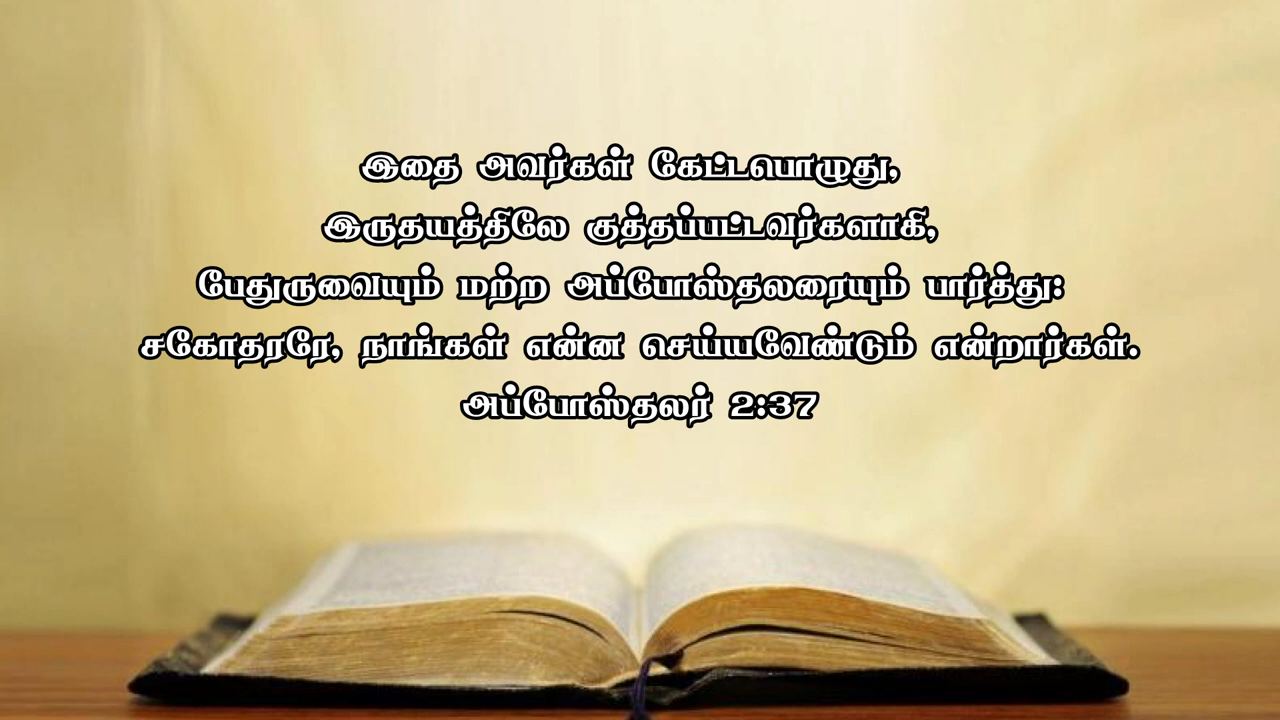 இதை அவர்கள் கேட்டபொழுது,
இருதயத்திலே குத்தப்பட்டவர்களாகி,
பேதுருவையும் மற்ற அப்போஸ்தலரையும் பார்த்து:
சகோதரரே, நாங்கள் என்ன செய்யவேண்டும் என்றார்கள்.
அப்போஸ்தலர் 2:37